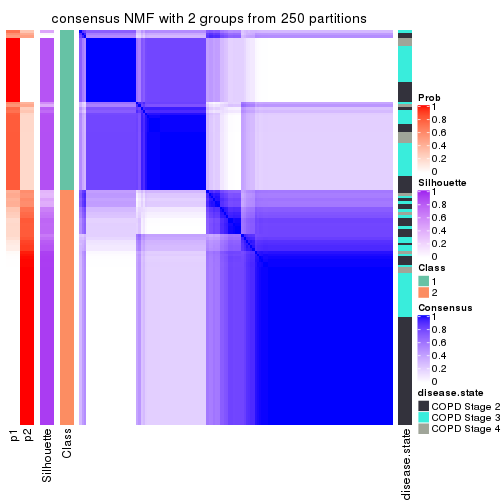 consensus NMF with 2 groups from 250 partitions
Prob
1
0.8
0.6
0.4
0.2
0
Silhouette
1
0.8
0.6
0.4
0.2
0
Class
1
2
Consensus
1
0.8
0.6
0.4
0.2
0
disease.state
COPD Stage 2
COPD Stage 3
COPD Stage 4
p1
p2
Silhouette
Class
disease.state